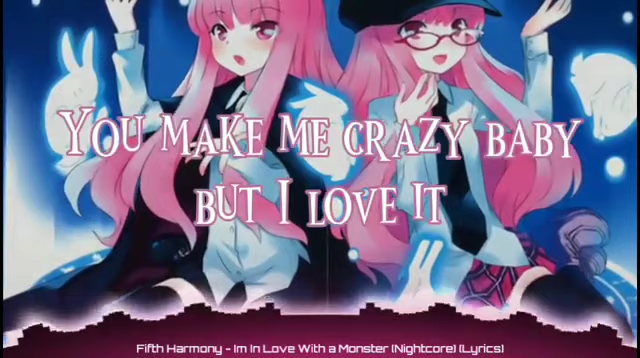 YOU MAKE ME CRAZY BABY
BUT I LOVE IT
Fifth Harmony - Im In Love With a Monster (Nightcore) (Lyrics)